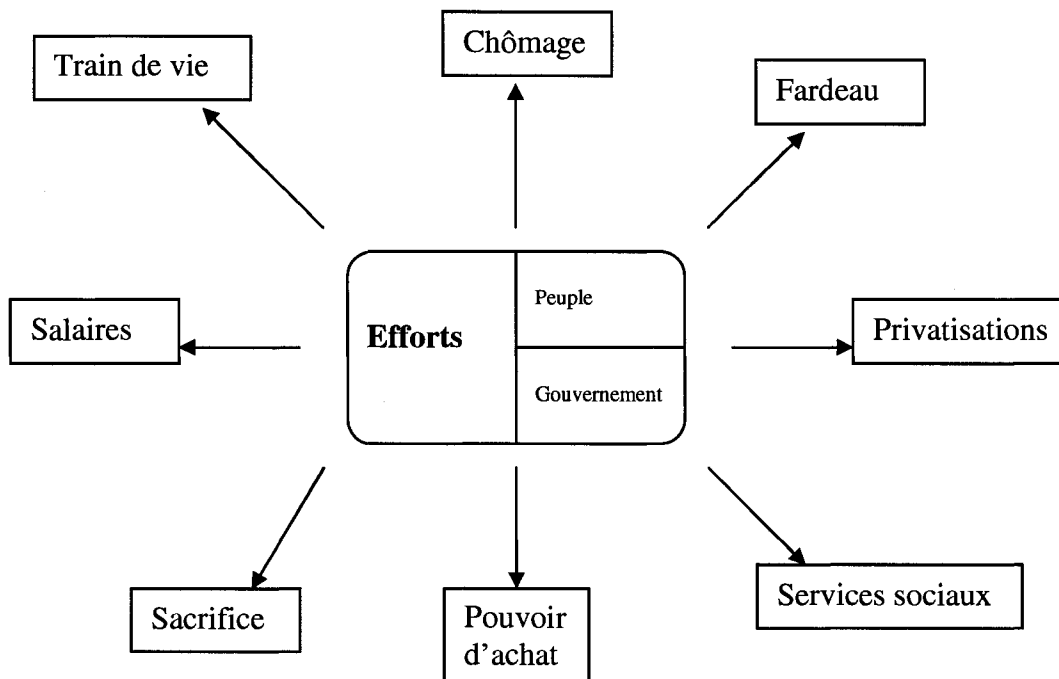 Chômage
Train de vie
Fardeau
Peuple
Efforts
Gouvernement
Salaires
Privatisations
Sacrifice
Pouvoir
d'achat
Services sociaux